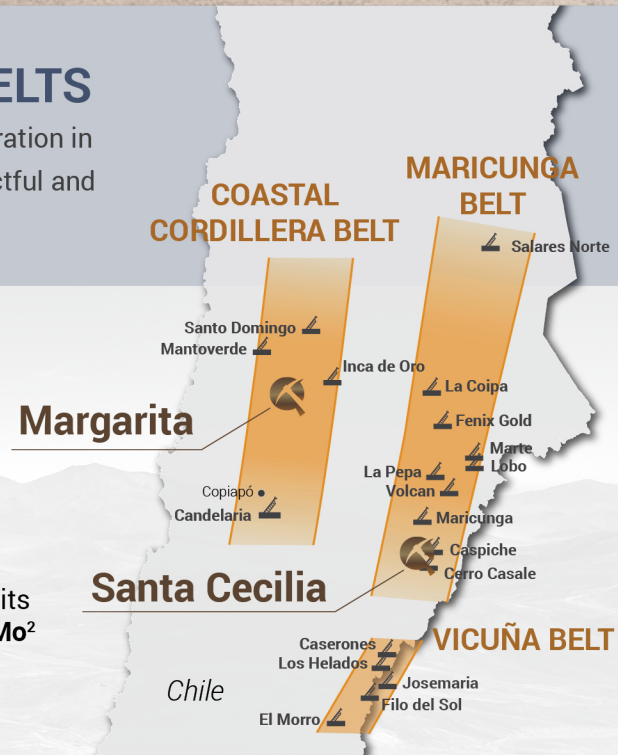 ELTS
ration in
ctful and
MARICUNGA
BELT
COASTAL
CORDILLERA BELT
Salares Norte
Santo Domingo
Mantoverde
Inca de Oro
La Coipa
Margarita
Fenix Gold
Marte
Lobo
La Pepa
Volcan
Copiapó
Candelaria
Maricunga
Caspiche
Cerro Casale
Santa Cecilia
its
Mo²
VICUÑA BELT
Caserones
Los Helados
Chile
Josemaria
Filo del Sol
El Morro